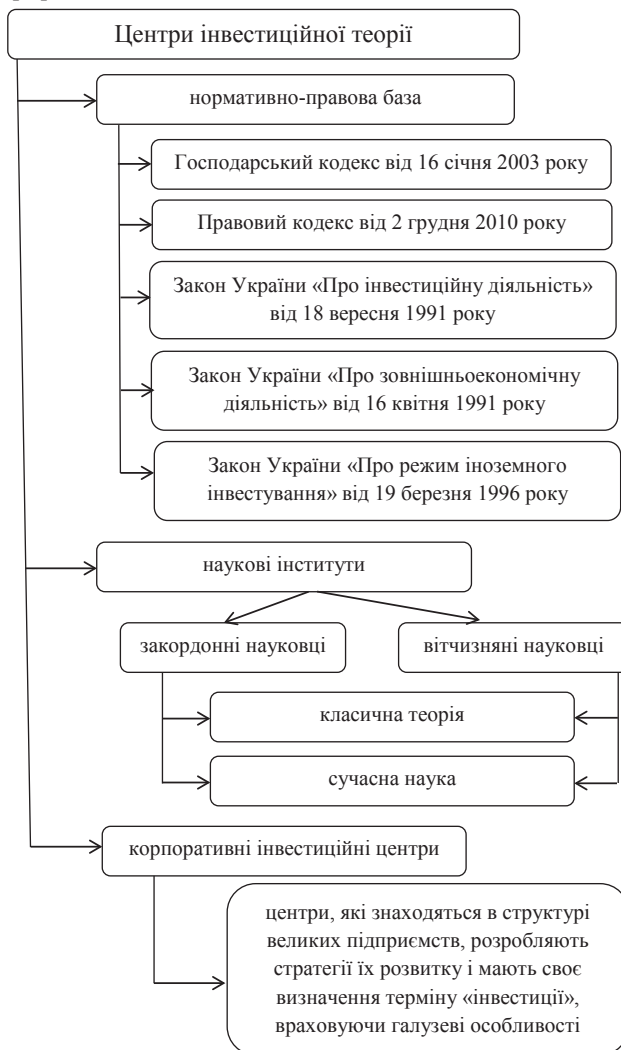 Центри інвестиційної теорії
нормативно-правова база
Господарський кодекс від 16 січня 2003 року
Правовий кодекс від 2 грудня 2010 року
Закон України «Про інвестиційну діяльність»
від 18 вересня 1991 року
Закон України «Про зовнішньоекономічну
діяльність» від 16 квітня 1991 року
Закон України «Про режим іноземного
інвестування» від 19 березня 1996 року
наукові інститути
закордонні науковці
вітчизняні науковці
класична теорія
сучасна наука
корпоративні інвестиційні центри
центри, які знаходяться в структурі
великих підприємств, розробляють
стратегії їх розвитку і мають своє
визначення терміну «інвестиції»,
враховуючи галузеві особливості